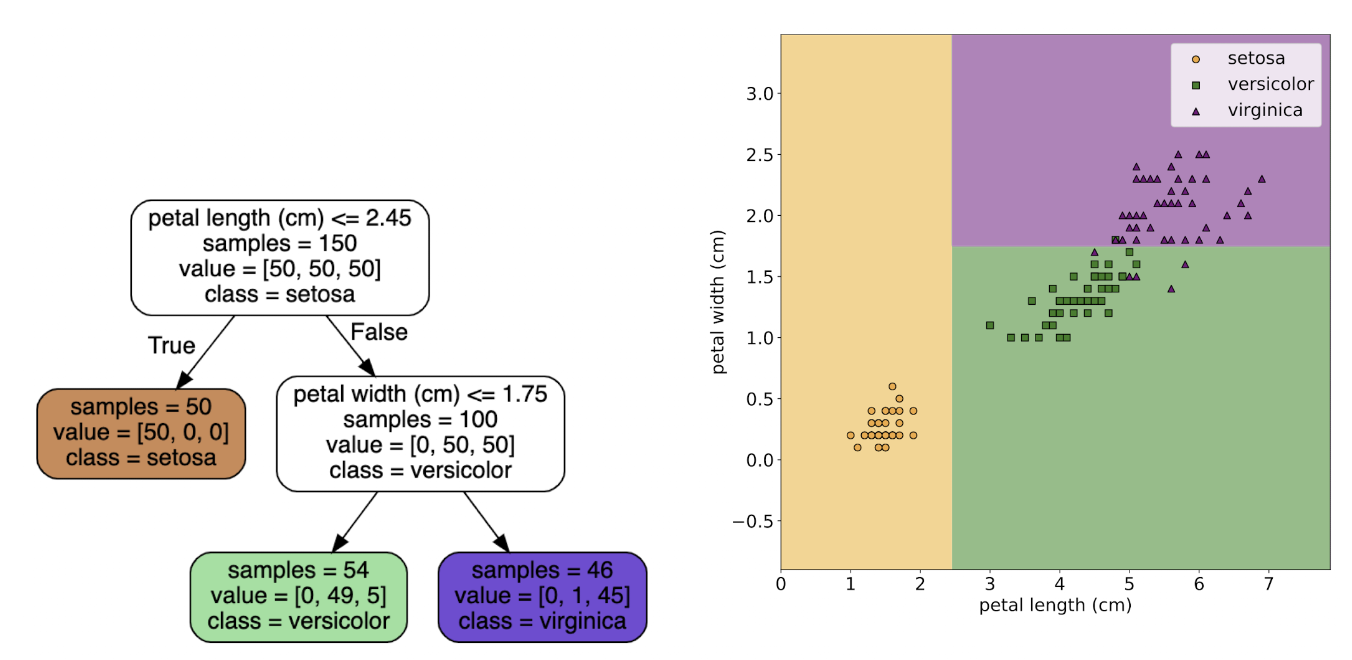 petal length (cm) <= 2.45
samples = 150
value = [50, 50, 50]
class = setosa
True
False
samples = 50
value = [50, 0, 0]
class = setosa
petal width (cm) <= 1.75
samples = 100
value = [0, 50, 50]
class = versicolor
samples = 54
value = [0, 49, 5]
class = versicolor
samples = 46
value = [0, 1, 45]
class = virginica
setosa
versicolor
virginica
petal width (cm)
3.0
2.5
2.0
1.5
1.0
0.5
0.0
−0.5
0 1 2 3 4 5 6 7
petal length (cm)